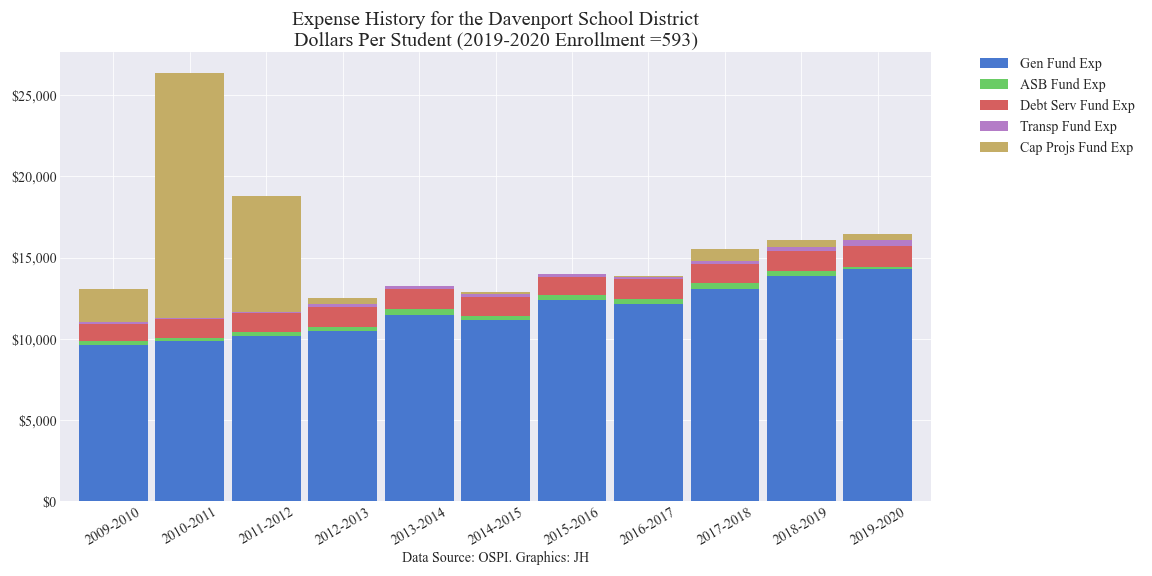 Expense History for the Davenport School District
Dollars Per Student (2019-2020 Enrollment =593)
Gen Fund Exp
ASB Fund Exp
Debt Serv Fund Exp
Transp Fund Exp
Cap Projs Fund Exp
$25,000
$20,000
$15,000
$10,000
$5,000
$0
2009-2010
2010-2011
2011-2012
2012-2013
2013-2014
2014-2015
2015-2016
2016-2017
2017-2018
2018-2019
2019-2020
Data Source: OSPI. Graphics: JH